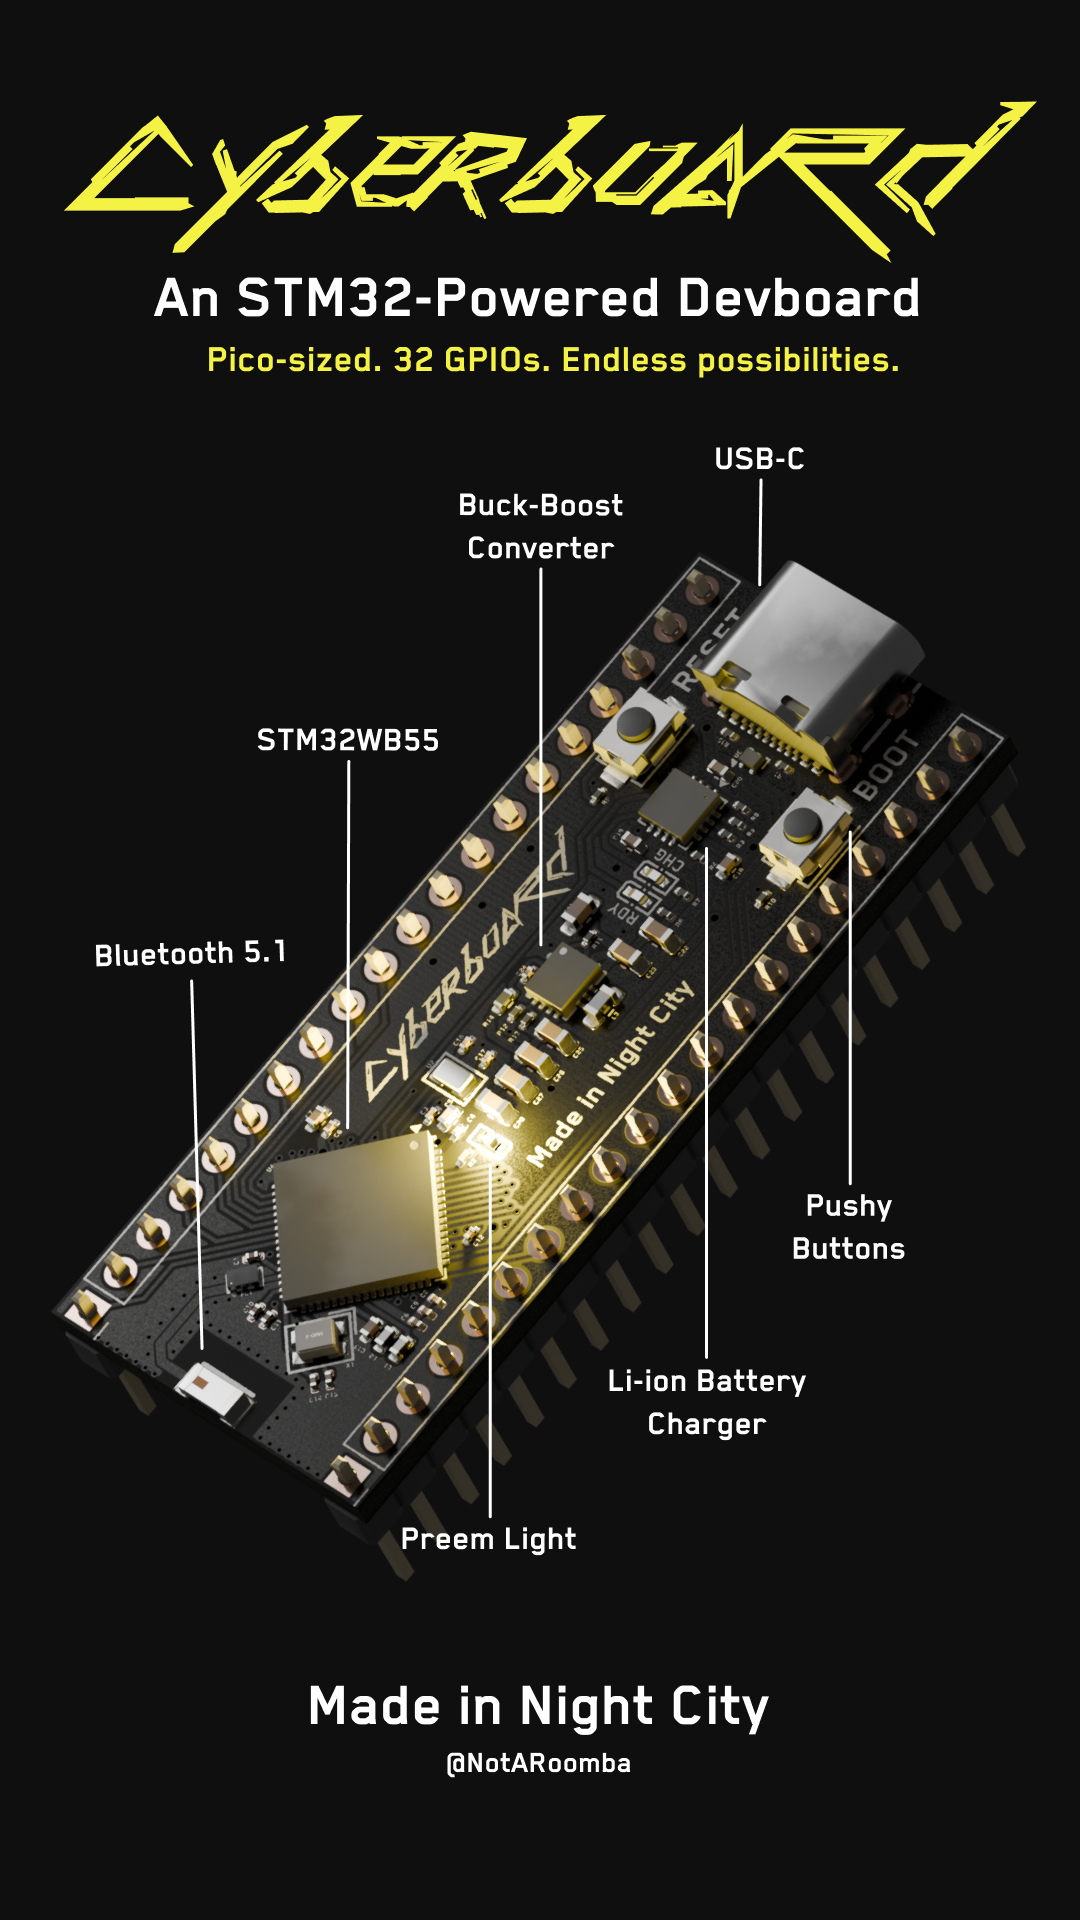 Cyberboard
An STM32-Powered Devboard
Pico-sized. 32 GPIOs. Endless possibilities.
USB-C
Buck-Boost
Converter
RESET
STM32WB55
BOOT
CHG
RDY
Cyberboard
Bluetooth 5.1
Made in Night City
Pushy
Buttons
Li-ion Battery
Charger
Preem Light
Made in Night City
@NotARoomba